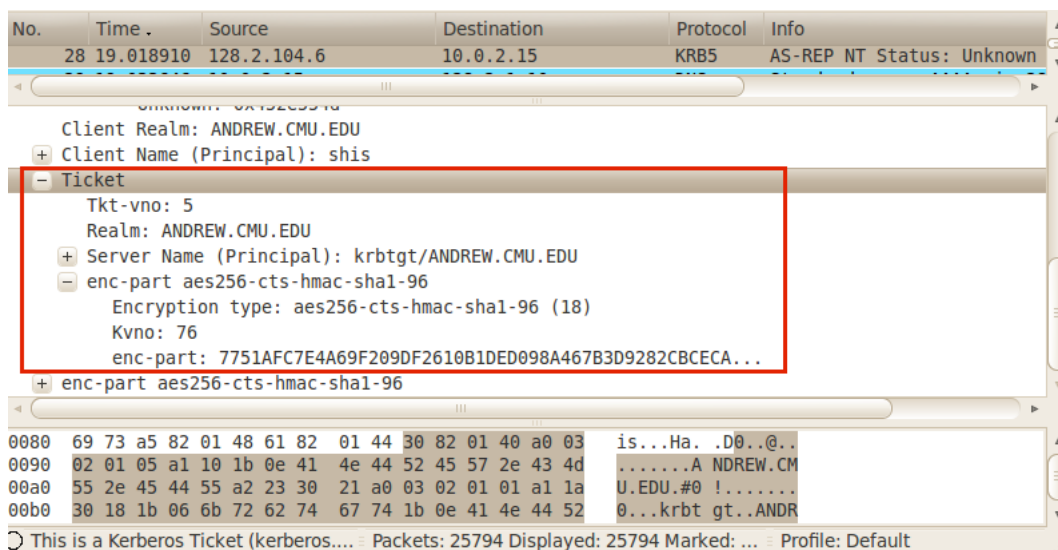 No. Time . Source Destination Protocol Info
28 19.018910 128.2.104.6 10.0.2.15 KRB5 AS-REP NT Status: Unknown
Client Realm: ANDREW.CMU.EDU
+ Client Name (Principal): shis
- Ticket
Tkt-vno: 5
Realm: ANDREW.CMU.EDU
+ Server Name (Principal): krbtgt/ANDREW.CMU.EDU
- enc-part aes256-cts-hmac-sha1-96
Encryption type: aes256-cts-hmac-sha1-96 (18)
Kvno: 76
enc-part: 7751AFC7E4A69F209DF2610B1DED098A467B3D9282CBCECA...
+ enc-part aes256-cts-hmac-sha1-96
0080 69 73 a5 82 01 48 61 82 01 44 30 82 01 40 a0 03 is...Ha. .D0..@..
0090 02 01 05 a1 10 1b 0e 41 4e 44 52 45 57 2e 43 4d .......A NDREW.CM
00a0 55 2e 45 44 55 a2 23 30 21 a0 03 02 01 01 a1 1a U.EDU.#0 !.......
00b0 30 18 1b 06 6b 72 62 74 67 74 1b 0e 41 4e 44 52 0...krbt gt..ANDR
This is a Kerberos Ticket (kerberos.... Packets: 25794 Displayed: 25794 Marked: ... Profile: Default